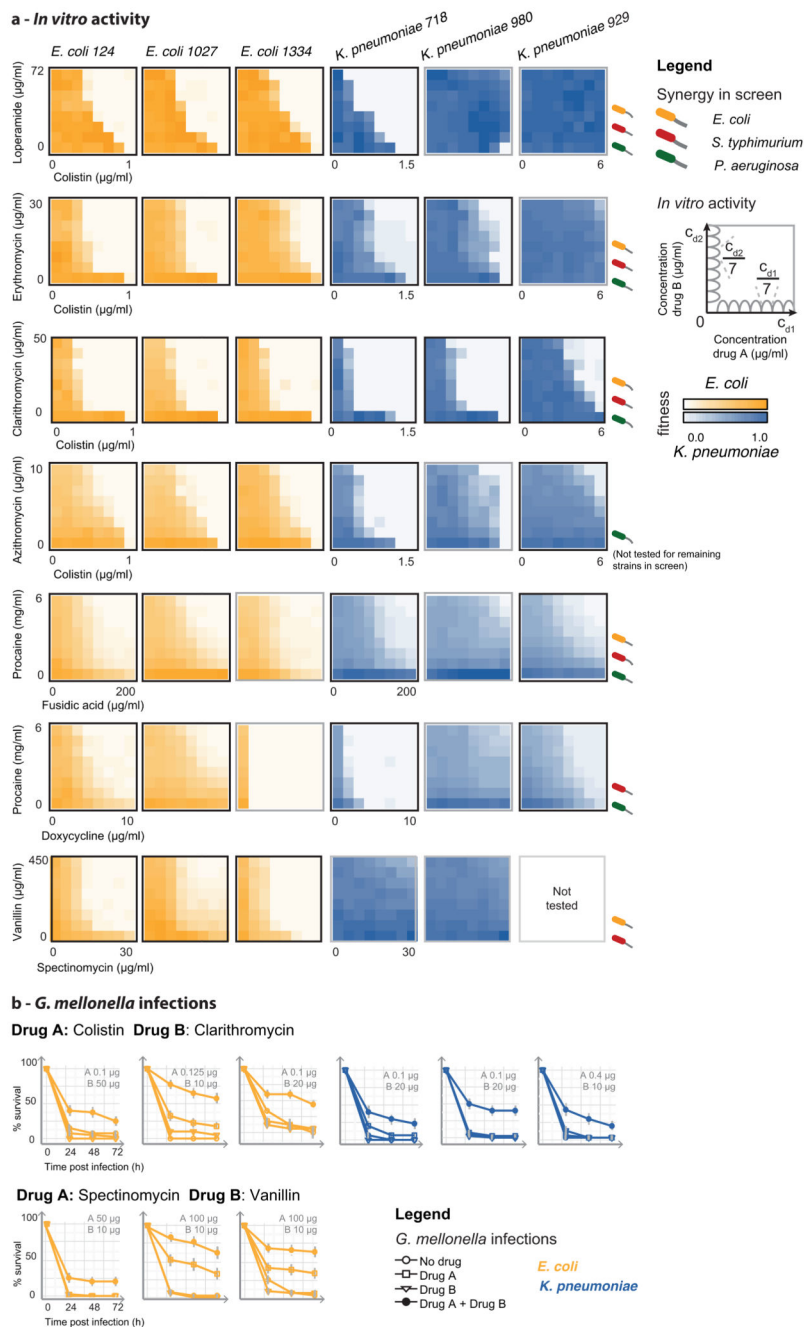 a - In vitro activity
E. coli 124
E. coli 1027
E. coli 1334
K. pneumoniae 718
K. pneumoniae 980
K. pneumoniae 929
Legend
Synergy in screen
E. coli
S. typhimurium
P. aeruginosa
Loperamide (µg/ml)
72
0
0 1
0 1.5
0 6
Colistin (µg/ml)
In vitro activity
Concentration drug B (µg/ml)
Cd2
Cd2
7
Cd1
7
0
Cd1
Concentration
drug A (µg/ml)
Erythromycin (µg/ml)
30
0
0 1
0 1.5
0 6
Colistin (µg/ml)
E. coli
fitness
0.0 1.0
K. pneumoniae
Clarithromycin (µg/ml)
50
0
0 1
0 1.5
0 6
Colistin (µg/ml)
Azithromycin (µg/ml)
10
0
0 1
0 1.5
0 6
Colistin (µg/ml)
(Not tested for remaining
strains in screen)
Procaine (mg/ml)
6
0
0 200
0 200
Fusidic acid (µg/ml)
Procaine (mg/ml)
6
0
0 10
0 10
Doxycycline (µg/ml)
Vanillin (µg/ml)
450
0
Not
tested
0 30
0 30
Spectinomycin (µg/ml)
b - G. mellonella infections
Drug A: Colistin Drug B: Clarithromycin
% survival
100
50
0
A 0.1 µg
B 50 µg
A 0.125 µg
B 10 µg
A 0.1 µg
B 20 µg
A 0.1 µg
B 20 µg
A 0.1 µg
B 20 µg
A 0.4 µg
B 10 µg
0 24 48 72
Time post infection (h)
Drug A: Spectinomycin Drug B: Vanillin
% survival
100
50
0
A 50 µg
B 10 µg
A 100 µg
B 10 µg
A 100 µg
B 10 µg
0 24 48 72
Time post infection (h)
Legend
G. mellonella infections
No drug
Drug A
Drug B
Drug A + Drug B
E. coli
K. pneumoniae